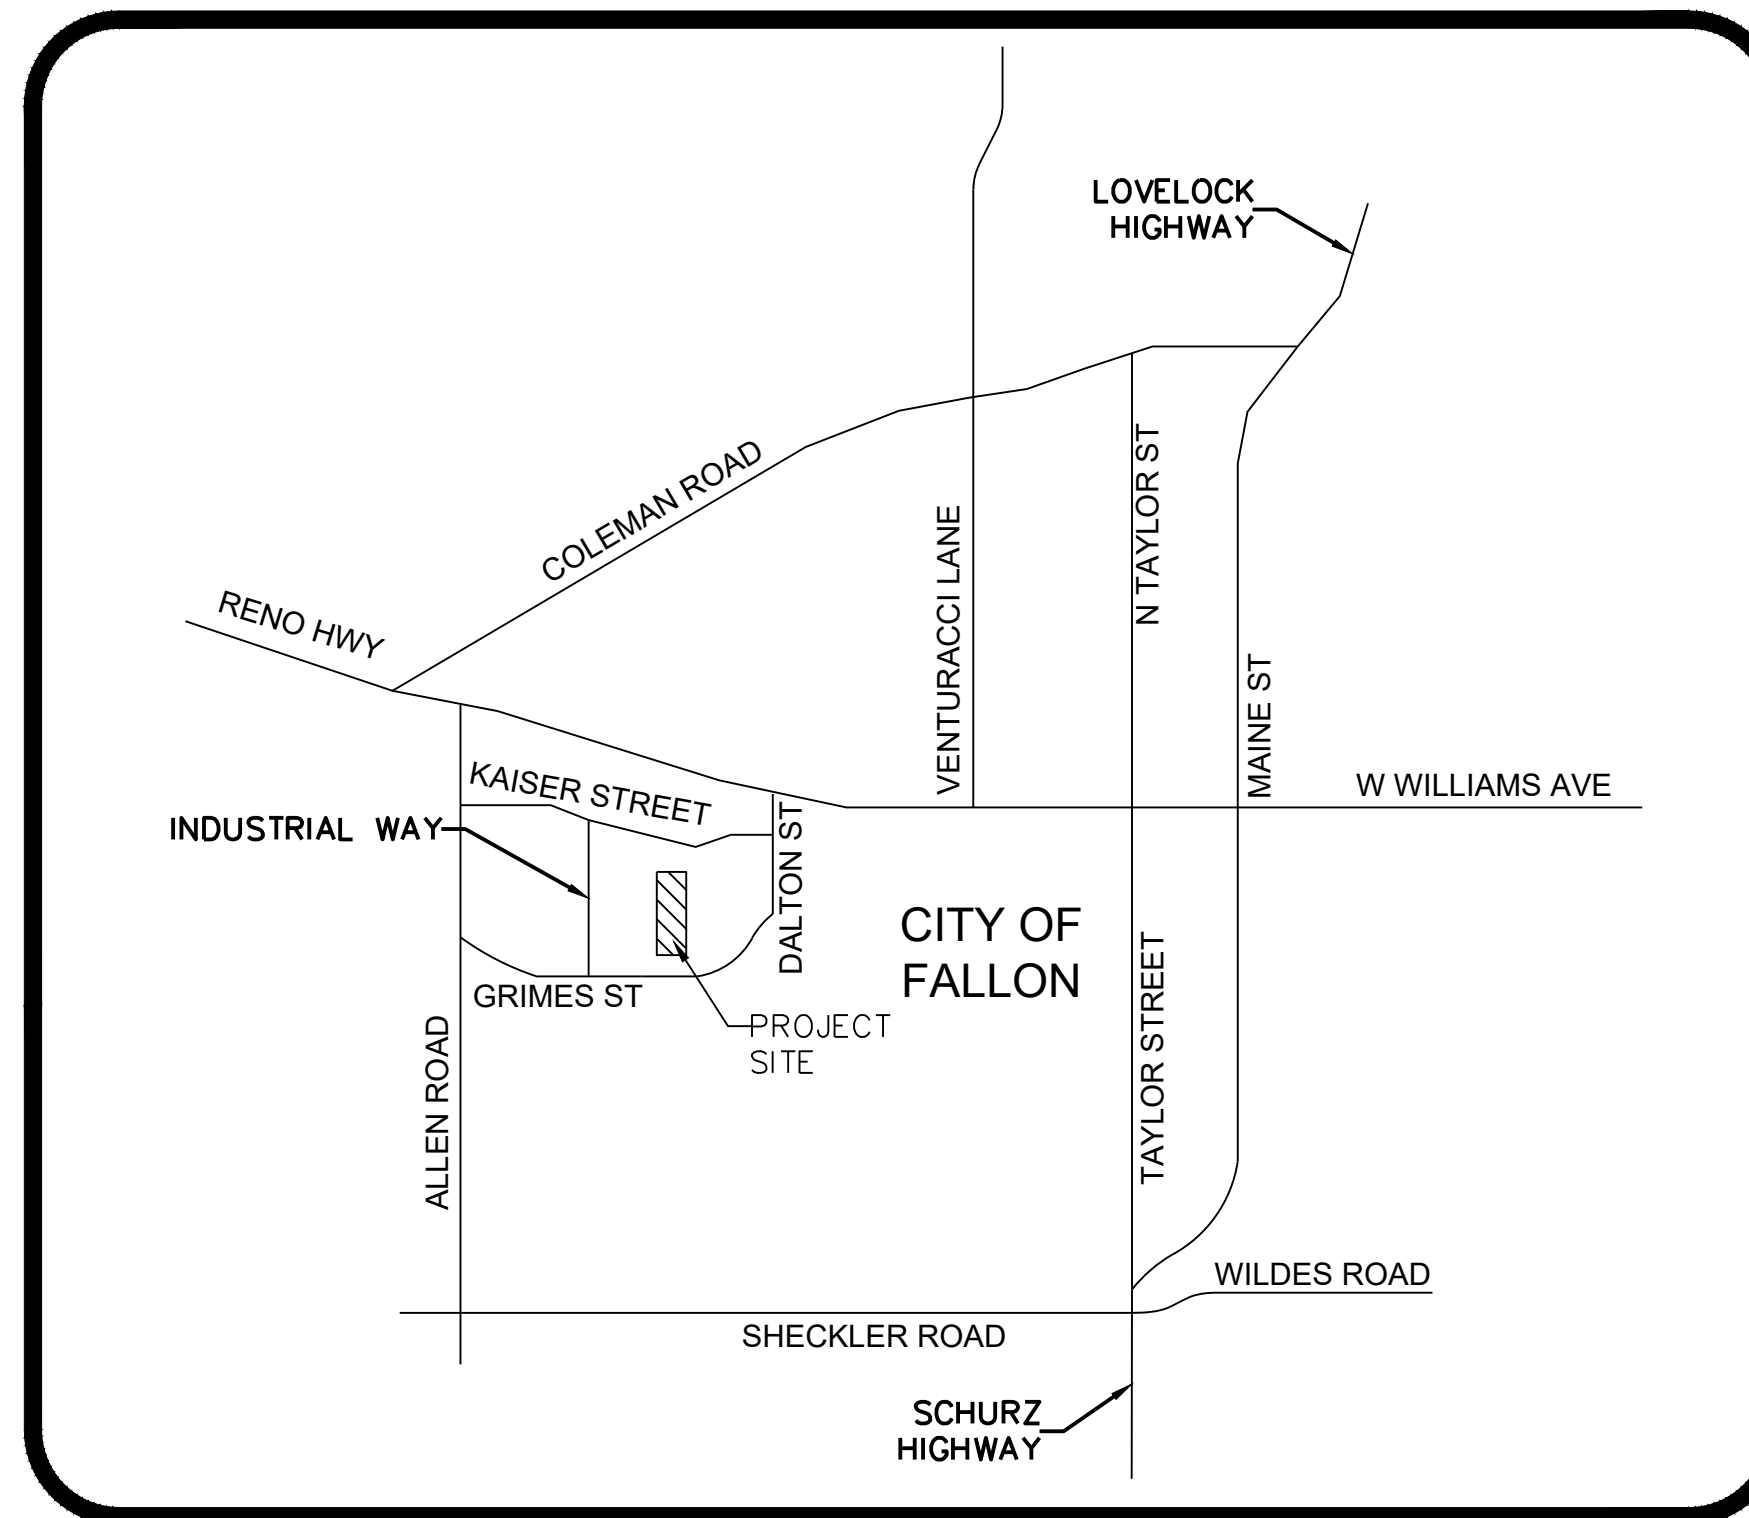 LOVELOCK
HIGHWAY
COLEMAN ROAD
N TAYLOR ST
VENTURACCI LANE
RENO HWY
MAINE ST
KAISER STREET
W WILLIAMS AVE
INDUSTRIAL WAY
DALTON ST
CITY OF
FALLON
TAYLOR STREET
GRIMES ST
PROJECT
SITE
ALLEN ROAD
WILDES ROAD
SHECKLER ROAD
SCHURZ
HIGHWAY